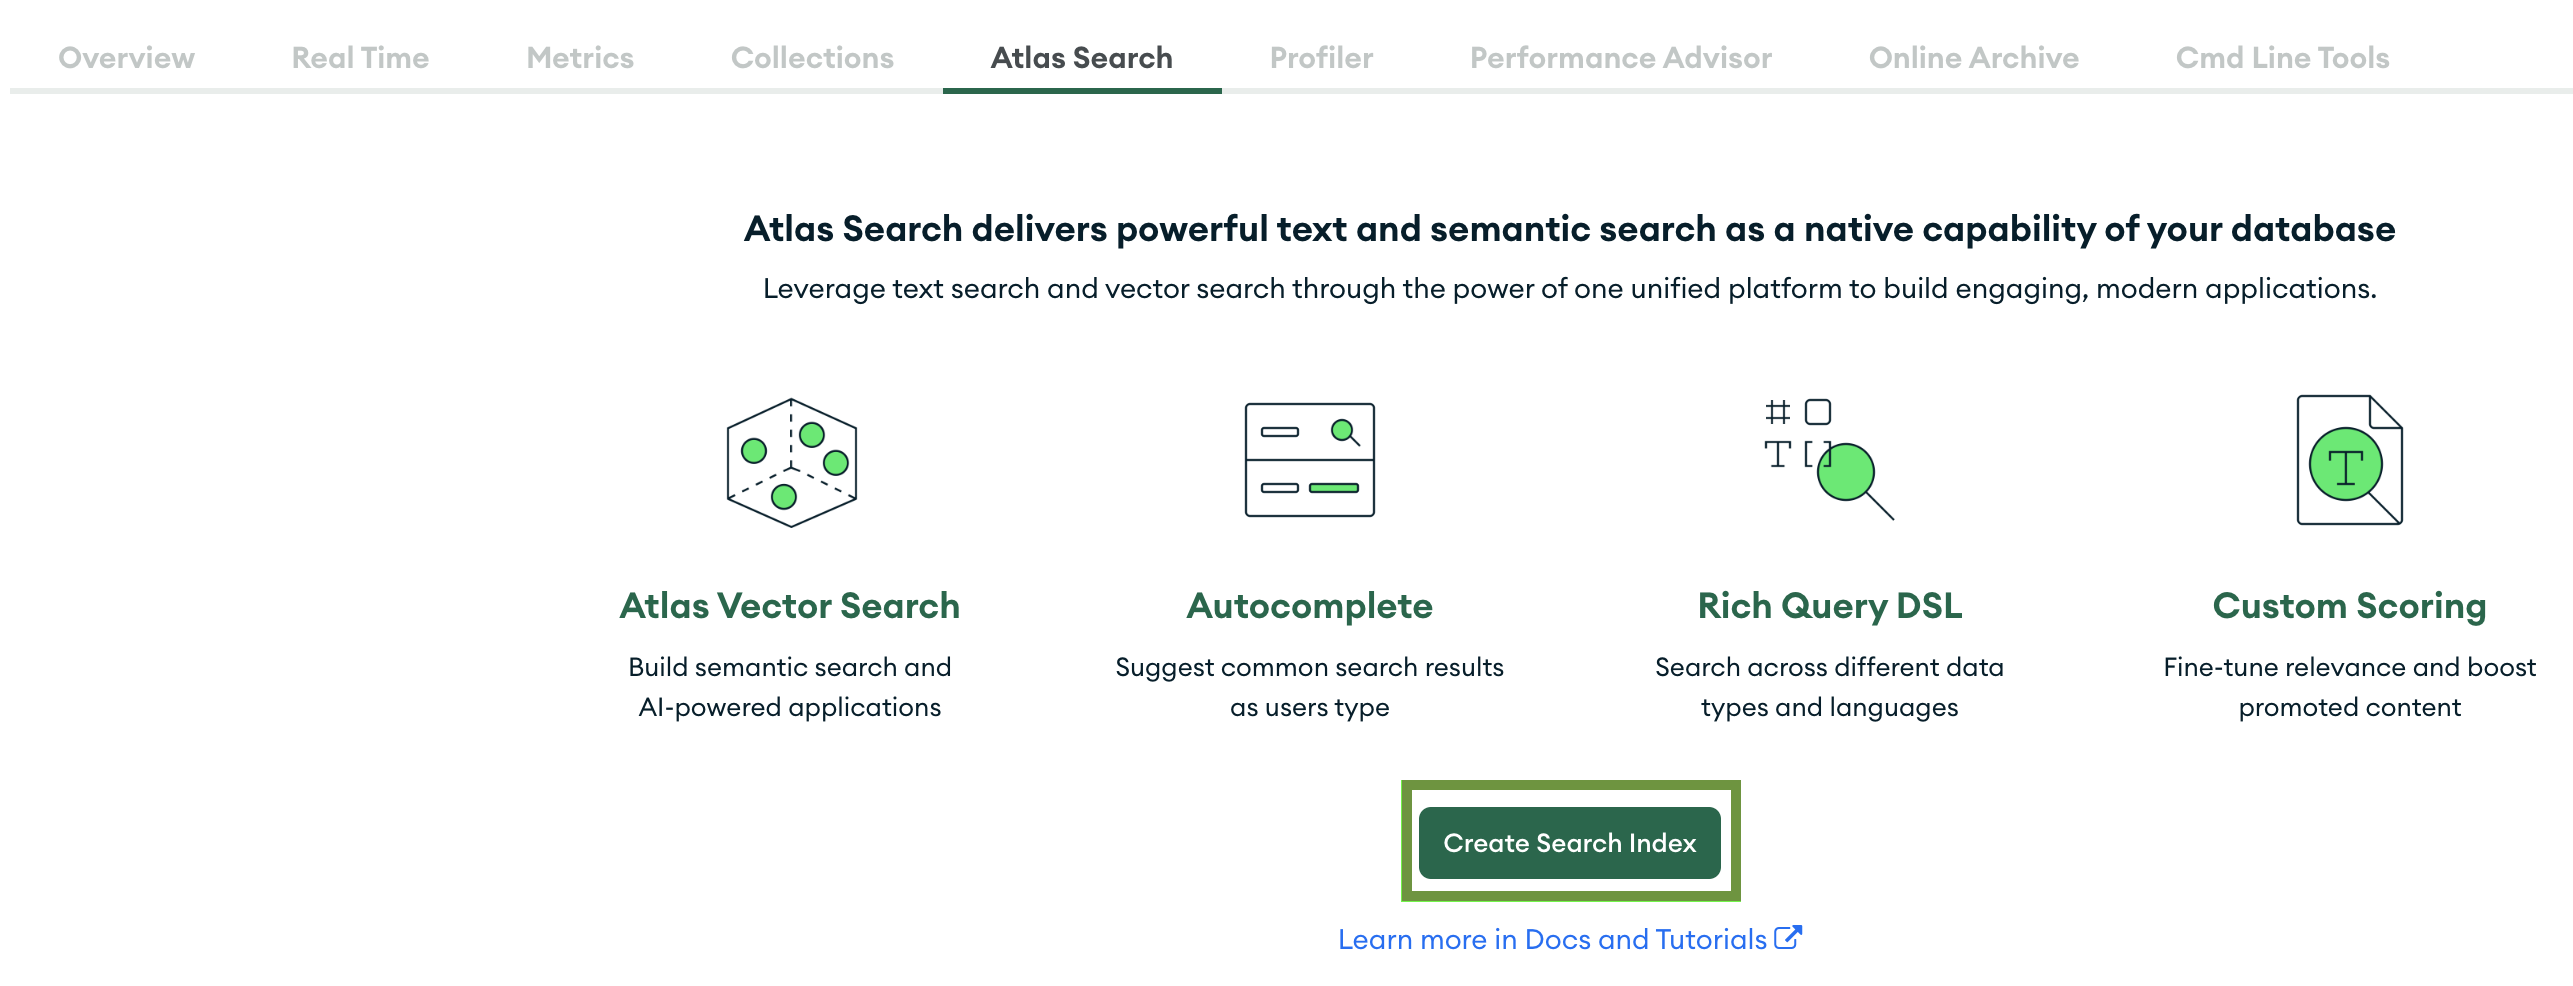 Overview Real Time Metrics Collections Atlas Search Profiler Performance Advisor Online Archive Cmd Line Tools
Atlas Search delivers powerful text and semantic search as a native capability of your database
Leverage text search and vector search through the power of one unified platform to build engaging, modern applications.
Atlas Vector Search
Build semantic search and
AI-powered applications
Autocomplete
Suggest common search results
as users type
Rich Query DSL
Search across different data
types and languages
Custom Scoring
Fine-tune relevance and boost
promoted content
Create Search Index
Learn more in Docs and Tutorials